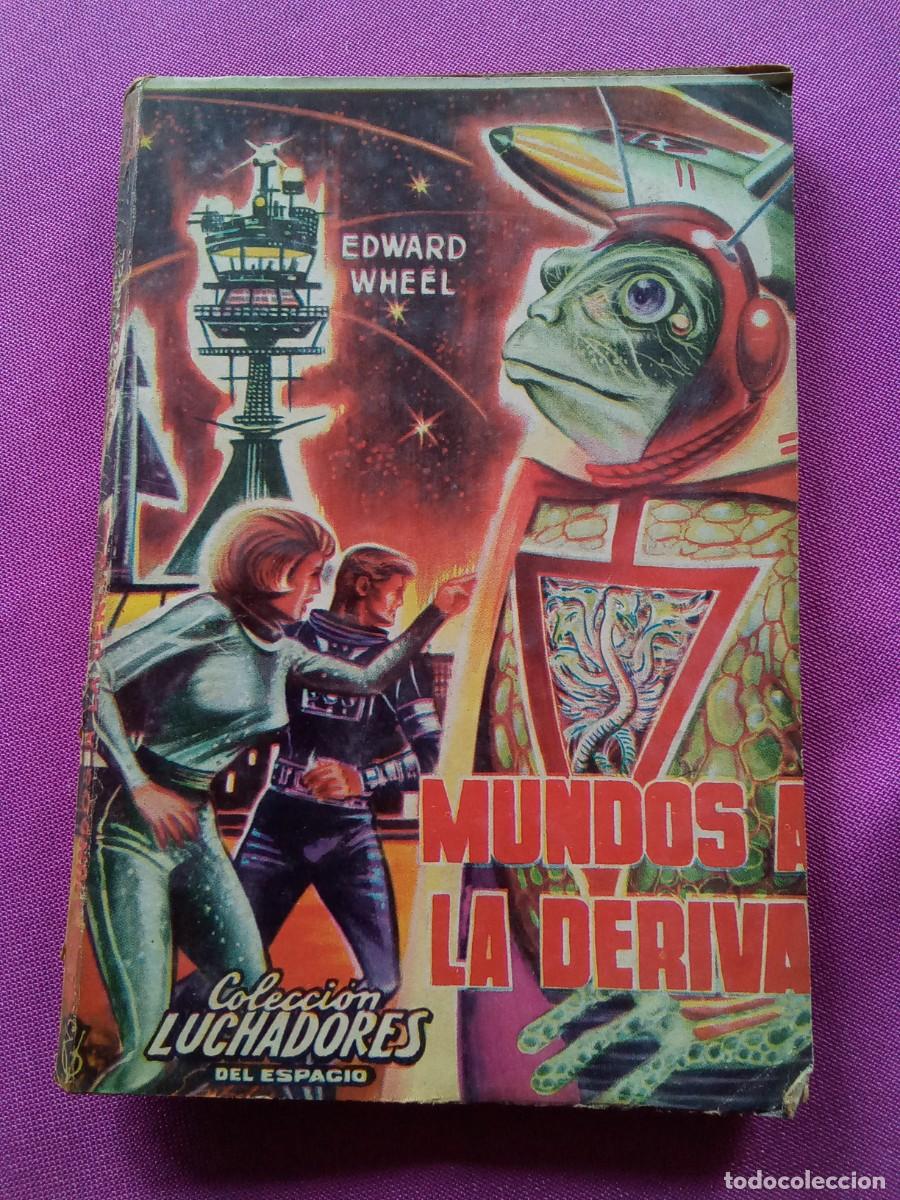 EDWARD
WHEEL
MUNDOS A
LA DERIVA
Colección
LUCHADORES
DEL ESPACIO
todocoleccion